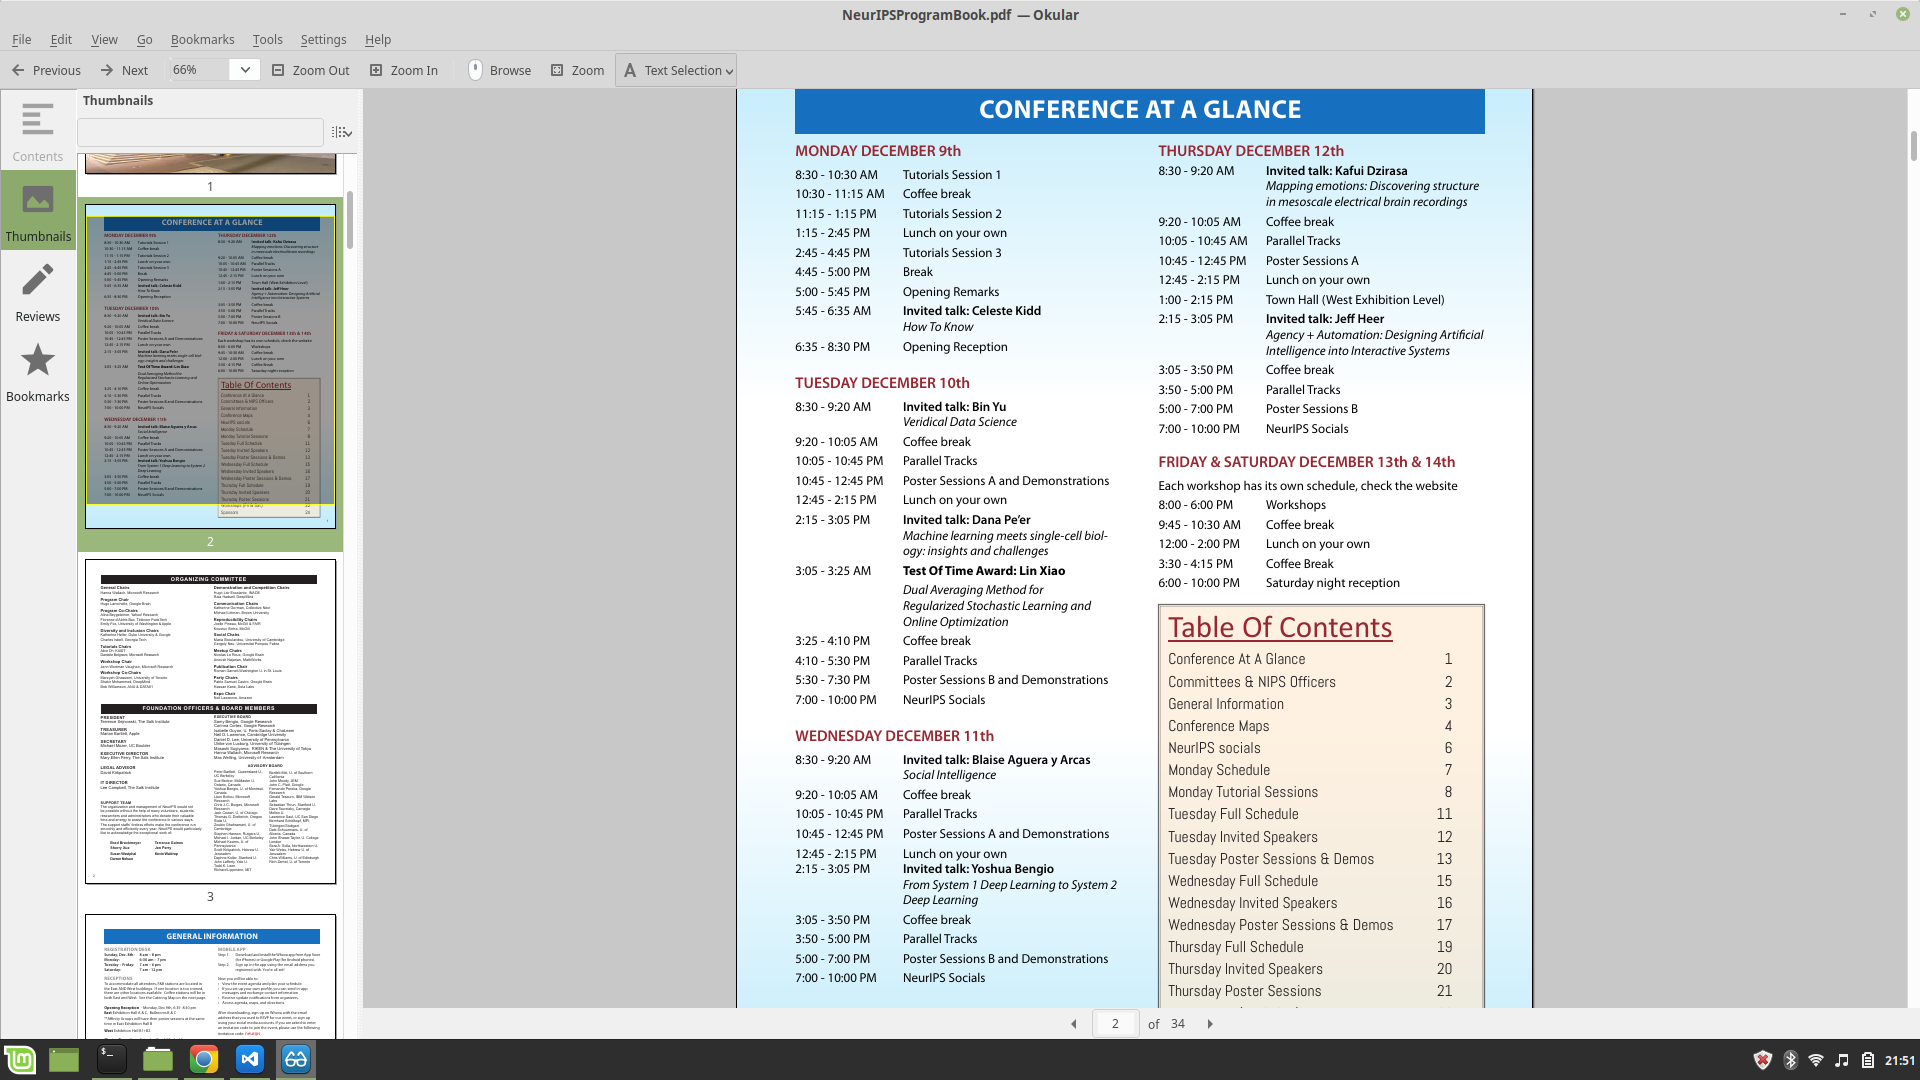 NeurIPSProgramBook.pdf — Okular
File Edit View Go Bookmarks Tools Settings Help
Previous Next 66% Zoom Out Zoom In Browse Zoom A Text Selection
Contents
Thumbnails
Reviews
Bookmarks
Thumbnails
1
2
ORGANIZING COMMITTEE
FOUNDATION OFFICERS & BOARD MEMBERS
3
GENERAL INFORMATION
CONFERENCE AT A GLANCE
MONDAY DECEMBER 9th
8:30 - 10:30 AM Tutorials Session 1
10:30 - 11:15 AM Coffee break
11:15 - 1:15 PM Tutorials Session 2
1:15 - 2:45 PM Lunch on your own
2:45 - 4:45 PM Tutorials Session 3
4:45 - 5:00 PM Break
5:00 - 5:45 PM Opening Remarks
5:45 - 6:35 AM Invited talk: Celeste Kidd
How To Know
6:35 - 8:30 PM Opening Reception
TUESDAY DECEMBER 10th
8:30 - 9:20 AM Invited talk: Bin Yu
Veridical Data Science
9:20 - 10:05 AM Coffee break
10:05 - 10:45 PM Parallel Tracks
10:45 - 12:45 PM Poster Sessions A and Demonstrations
12:45 - 2:15 PM Lunch on your own
2:15 - 3:05 PM Invited talk: Dana Pe’er
Machine learning meets single-cell biol-
ogy: insights and challenges
3:05 - 3:25 AM Test Of Time Award: Lin Xiao
Dual Averaging Method for
Regularized Stochastic Learning and
Online Optimization
3:25 - 4:10 PM Coffee break
4:10 - 5:30 PM Parallel Tracks
5:30 - 7:30 PM Poster Sessions B and Demonstrations
7:00 - 10:00 PM NeurIPS Socials
WEDNESDAY DECEMBER 11th
8:30 - 9:20 AM Invited talk: Blaise Aguera y Arcas
Social Intelligence
9:20 - 10:05 AM Coffee break
10:05 - 10:45 PM Parallel Tracks
10:45 - 12:45 PM Poster Sessions A and Demonstrations
12:45 - 2:15 PM Lunch on your own
2:15 - 3:05 PM Invited talk: Yoshua Bengio
From System 1 Deep Learning to System 2
Deep Learning
3:05 - 3:50 PM Coffee break
3:50 - 5:00 PM Parallel Tracks
5:00 - 7:00 PM Poster Sessions B and Demonstrations
7:00 - 10:00 PM NeurIPS Socials
THURSDAY DECEMBER 12th
8:30 - 9:20 AM Invited talk: Kafui Dzirasa
Mapping emotions: Discovering structure
in mesoscale electrical brain recordings
9:20 - 10:05 AM Coffee break
10:05 - 10:45 AM Parallel Tracks
10:45 - 12:45 PM Poster Sessions A
12:45 - 2:15 PM Lunch on your own
1:00 - 2:15 PM Town Hall (West Exhibition Level)
2:15 - 3:05 PM Invited talk: Jeff Heer
Agency + Automation: Designing Artificial
Intelligence into Interactive Systems
3:05 - 3:50 PM Coffee break
3:50 - 5:00 PM Parallel Tracks
5:00 - 7:00 PM Poster Sessions B
7:00 - 10:00 PM NeurIPS Socials
FRIDAY & SATURDAY DECEMBER 13th & 14th
Each workshop has its own schedule, check the website
8:00 - 6:00 PM Workshops
9:45 - 10:30 AM Coffee break
12:00 - 2:00 PM Lunch on your own
3:30 - 4:15 PM Coffee Break
6:00 - 10:00 PM Saturday night reception
Table Of Contents
Conference At A Glance 1
Committees & NIPS Officers 2
General Information 3
Conference Maps 4
NeurIPS socials 6
Monday Schedule 7
Monday Tutorial Sessions 8
Tuesday Full Schedule 11
Tuesday Invited Speakers 12
Tuesday Poster Sessions & Demos 13
Wednesday Full Schedule 15
Wednesday Invited Speakers 16
Wednesday Poster Sessions & Demos 17
Thursday Full Schedule 19
Thursday Invited Speakers 20
Thursday Poster Sessions 21
2 of 34
21:51